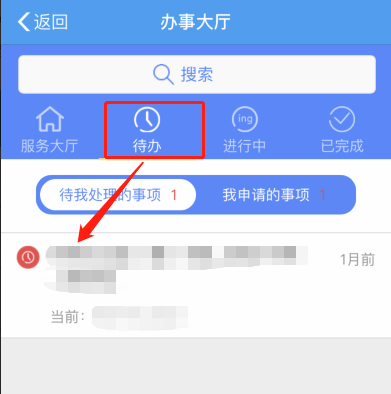 返回 办事大厅
搜索
服务大厅 待办 ing 进行中 已完成
待我处理的事项 1 我申请的事项 1
1月前
当前: